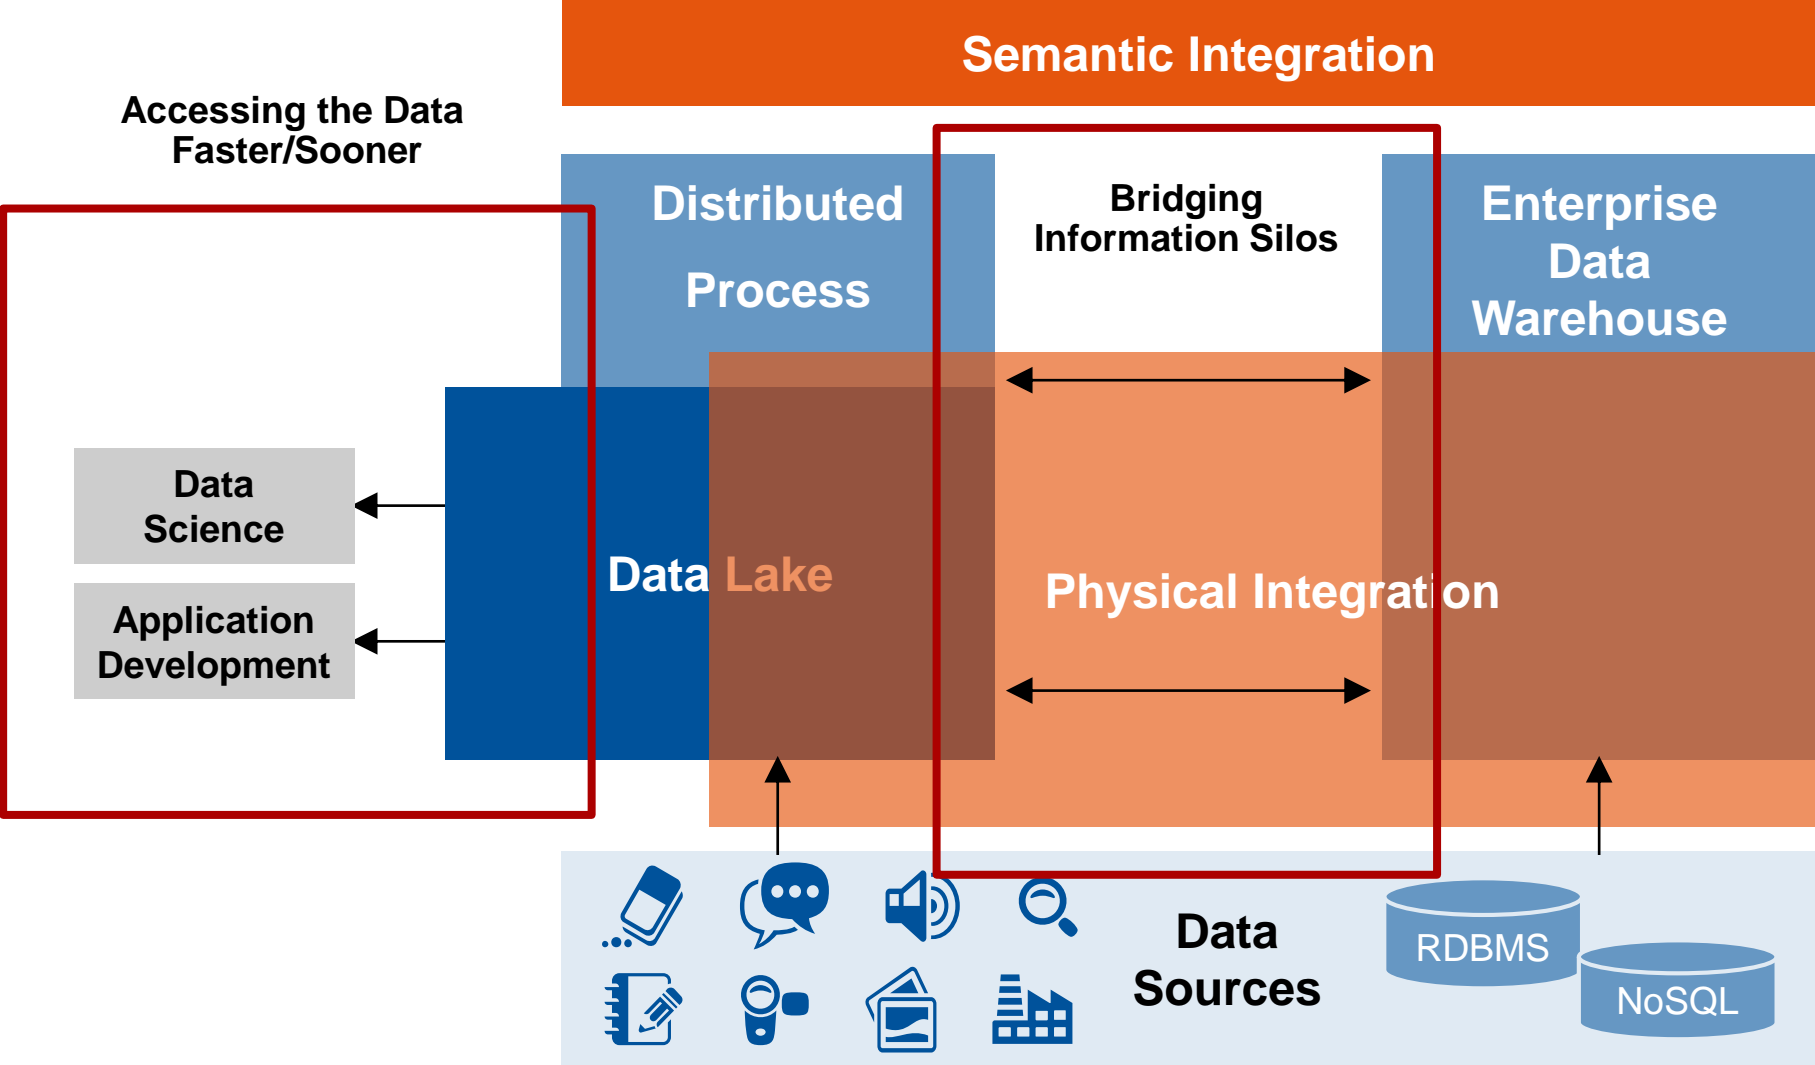 Semantic Integration
Accessing the Data
Faster/Sooner
Distributed
Process
Bridging
Information Silos
Enterprise
Data
Warehouse
Data
Science
Application
Development
Data Lake
Physical Integration
Data
Sources
RDBMS
NoSQL